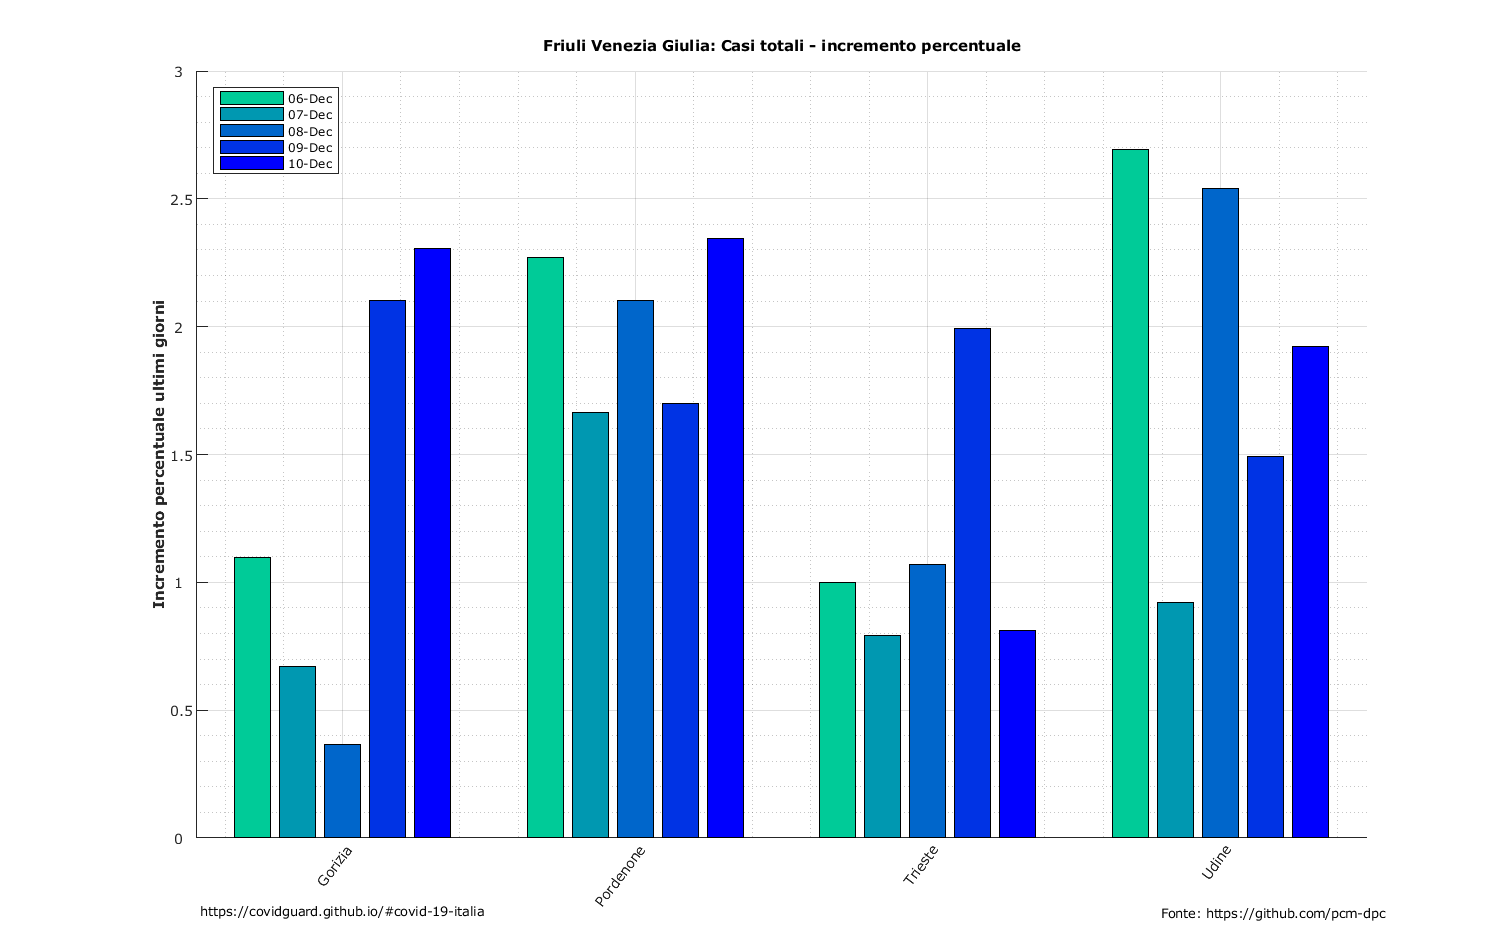 Friuli Venezia Giulia: Casi totali - incremento percentuale
3
2.5
2
1.5
1
0.5
0
Incremento percentuale ultimi giorni
06-Dec
07-Dec
08-Dec
09-Dec
10-Dec
Gorizia
Pordenone
Trieste
Udine
https://covidguard.github.io/#covid-19-italia
Fonte: https://github.com/pcm-dpc